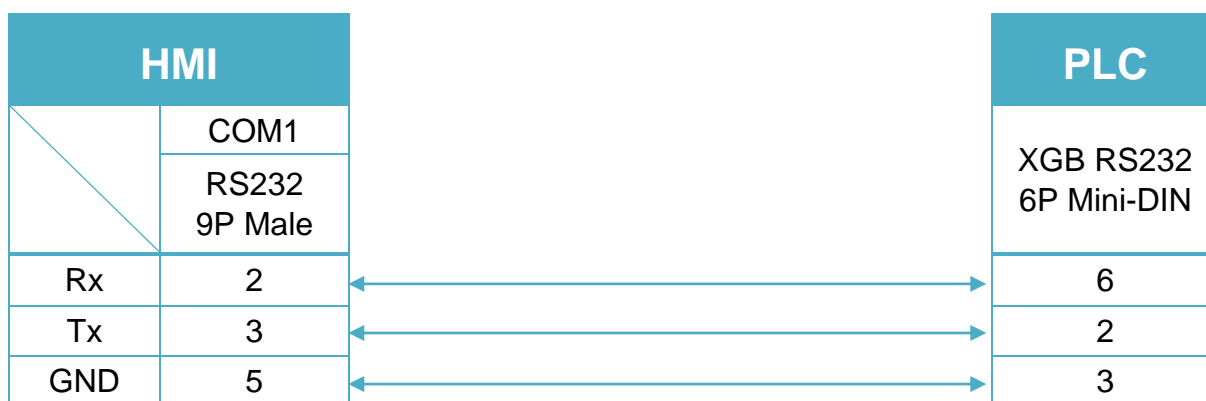 HMI PLC
COM1
RS232
9P Male
XGB RS232
6P Mini-DIN
Rx 2 6
Tx 3 2
GND 5 3